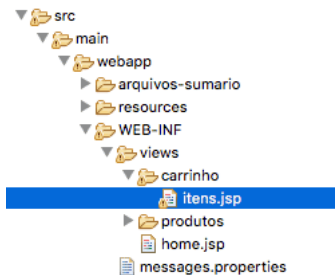 src
main
webapp
arquivos-sumario
resources
WEB-INF
views
carrinho
itens.jsp
produtos
home.jsp
messages.properties